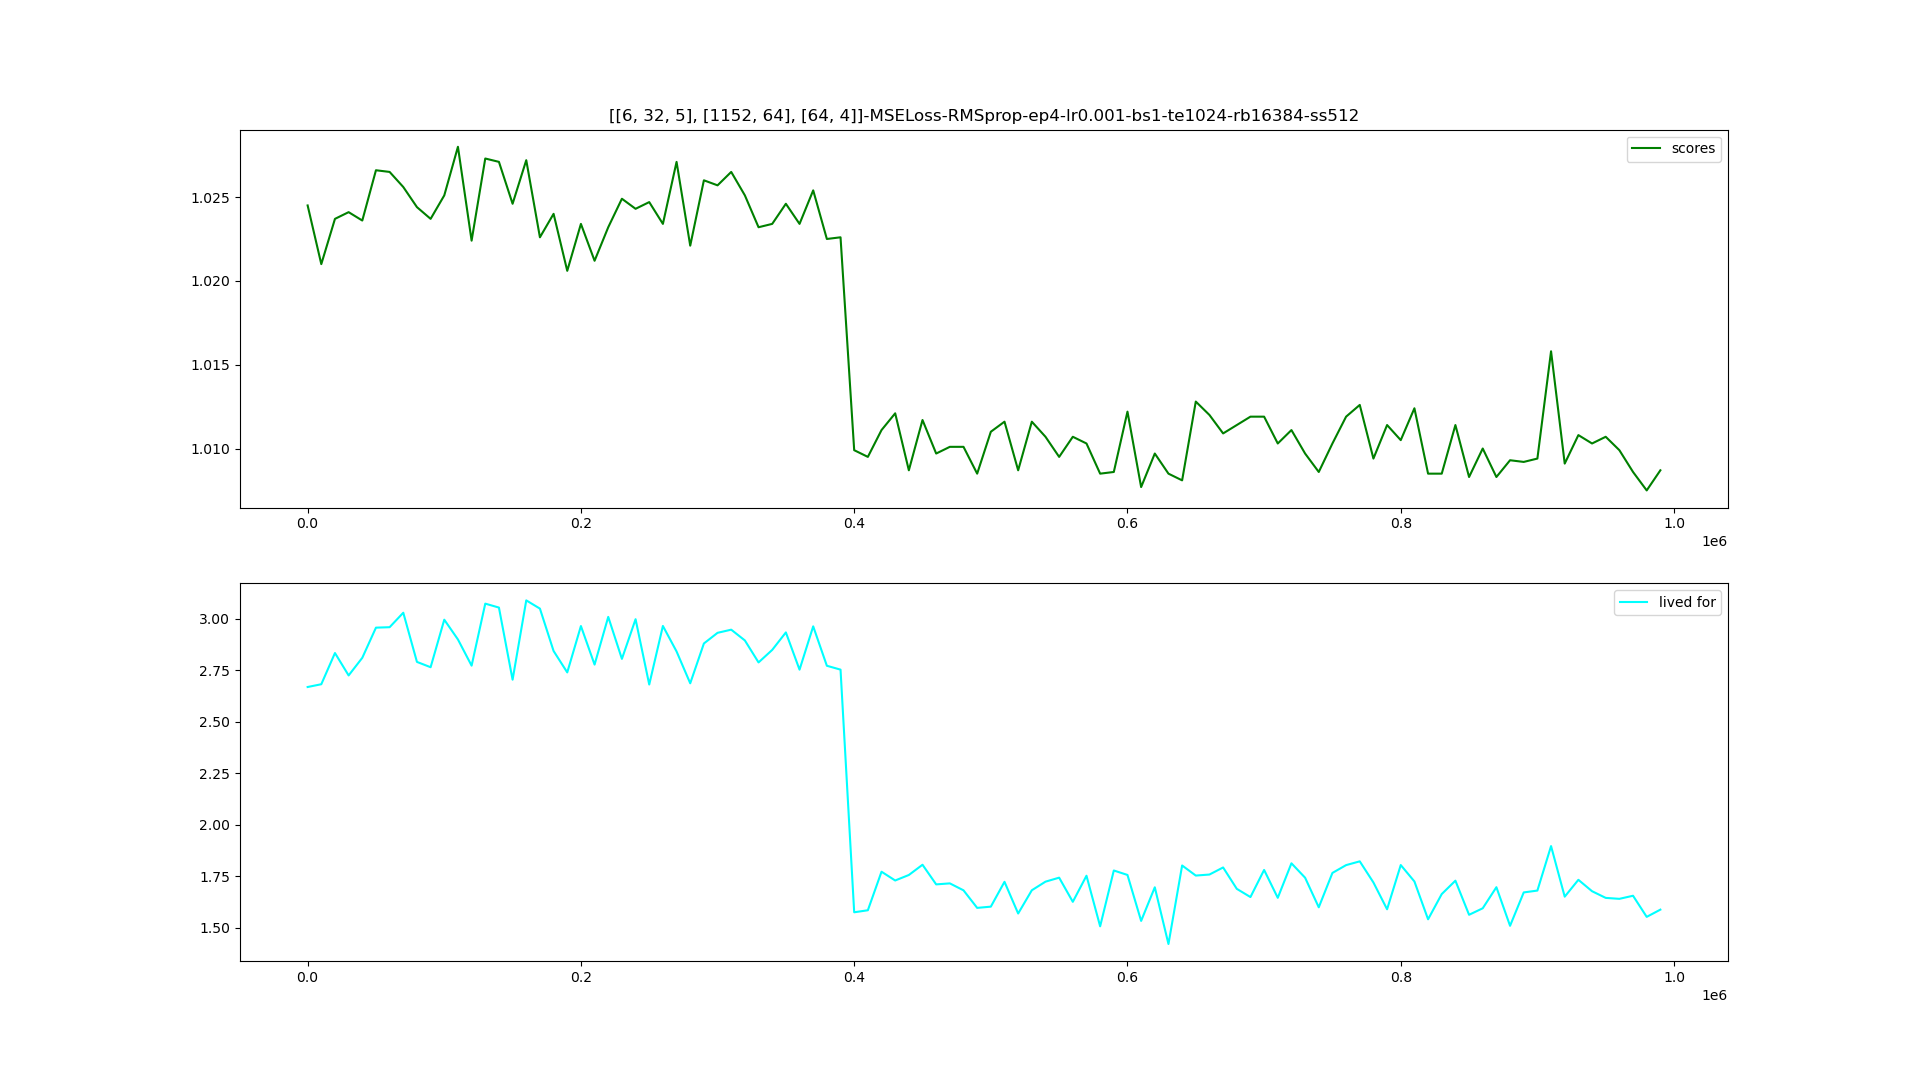 [[6, 32, 5], [1152, 64], [64, 4]]-MSELoss-RMSprop-ep4-lr0.001-bs1-te1024-rb16384-ss512
scores
1.025
1.020
1.015
1.010
0.0 0.2 0.4 0.6 0.8 1.0
1e6
lived for
3.00
2.75
2.50
2.25
2.00
1.75
1.50
0.0 0.2 0.4 0.6 0.8 1.0
1e6